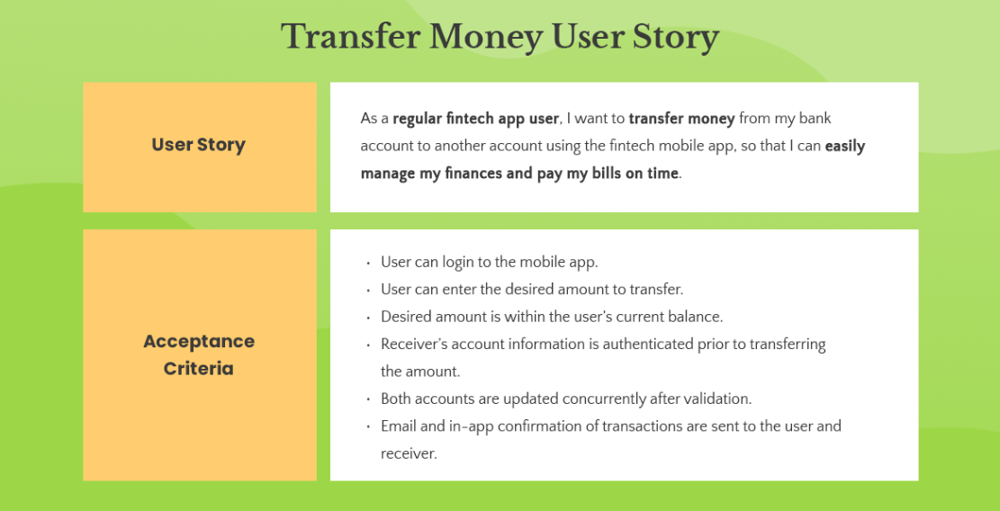 Transfer Money User Story
User Story
As a regular fintech app user, I want to transfer money from my bank
account to another account using the fintech mobile app, so that I can easily
manage my finances and pay my bills on time.
Acceptance
Criteria
• User can login to the mobile app.
• User can enter the desired amount to transfer.
• Desired amount is within the user's current balance.
• Receiver's account information is authenticated prior to transferring
the amount.
• Both accounts are updated concurrently after validation.
• Email and in-app confirmation of transactions are sent to the user and
receiver.